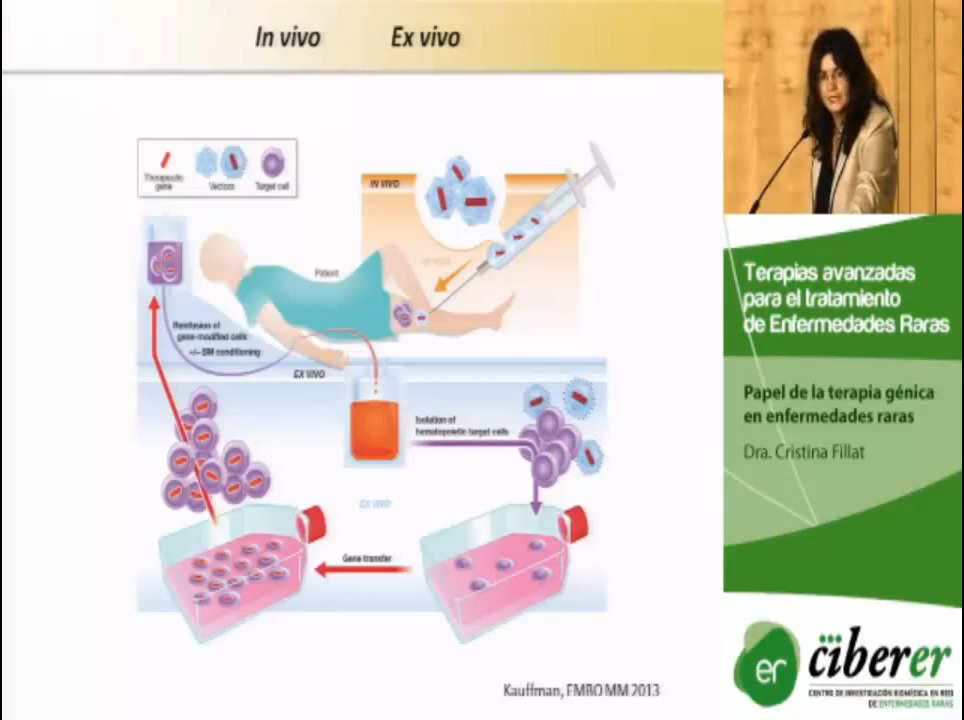 In vivo Ex vivo
Therapeutic
gene
Vectors
Target cell
IN VIVO
Patient
Reinfusion of
gene-modified cells
+/– BM conditioning
EX VIVO
Isolation of
hematopoietic target cells
EX VIVO
Gene transfer
Kauffman, EMBO MM 2013
Terapias avanzadas
para el tratamiento
de Enfermedades Raras
Papel de la terapia génica
en enfermedades raras
Dra. Cristina Fillat
er
ciberer
CENTRO DE INVESTIGACIÓN BIOMÉDICA EN RED
DE ENFERMEDADES RARAS